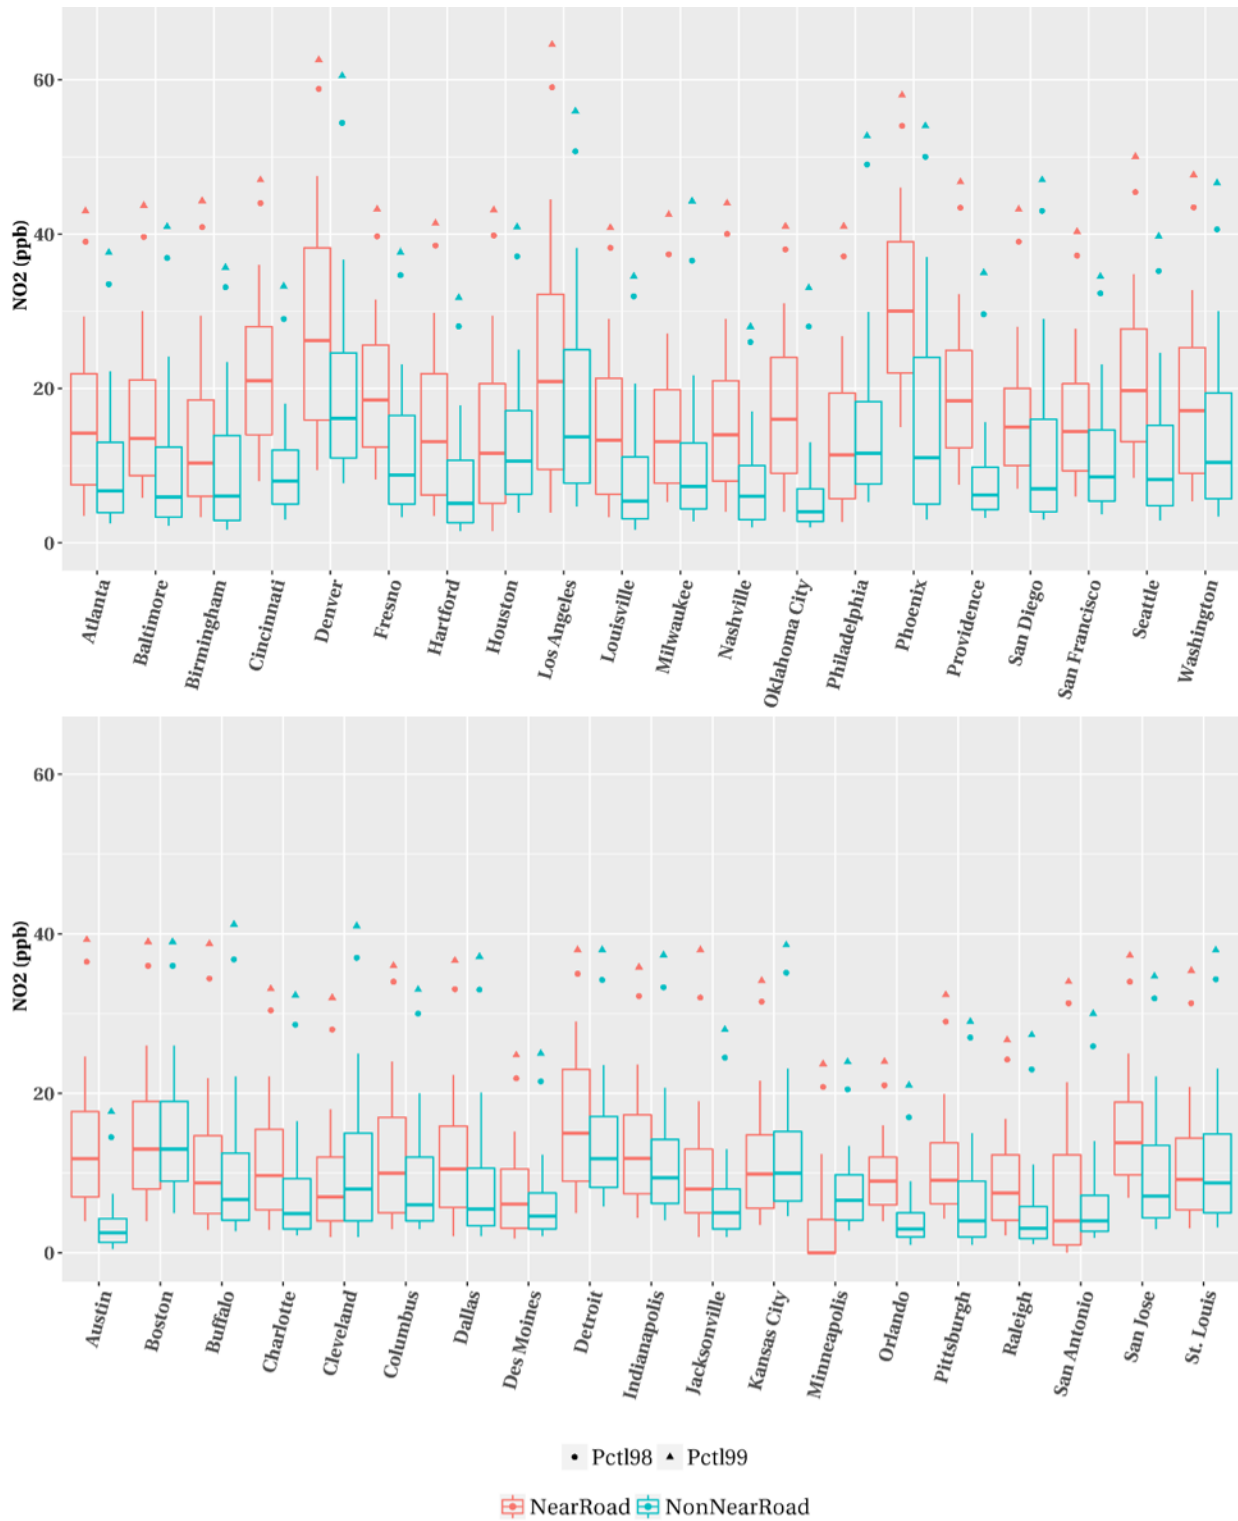 60
40
20
0
NO2 (ppb)
Atlanta
Baltimore
Birmingham
Cincinnati
Denver
Fresno
Hartford
Houston
Los Angeles
Louisville
Milwaukee
Nashville
Oklahoma City
Philadelphia
Phoenix
Providence
San Diego
San Francisco
Seattle
Washington
60
40
20
0
NO2 (ppb)
Austin
Boston
Buffalo
Charlotte
Cleveland
Columbus
Dallas
Des Moines
Detroit
Indianapolis
Jacksonville
Kansas City
Minneapolis
Orlando
Pittsburgh
Raleigh
San Antonio
San Jose
St. Louis
Pctl98 Pctl99
NearRoad NonNearRoad